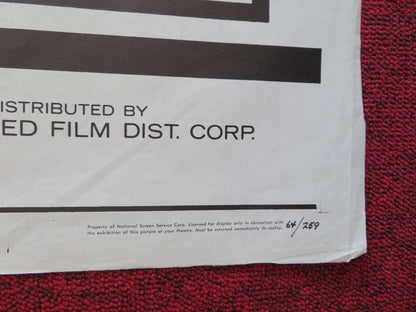 ISTRIBUTED BY
ED FILM DIST. CORP.
Property of National Screen Service Corp. Licensed for display only in connection with
the exhibition of this picture at your theatre. Must be returned immediately thereafter.
64/259